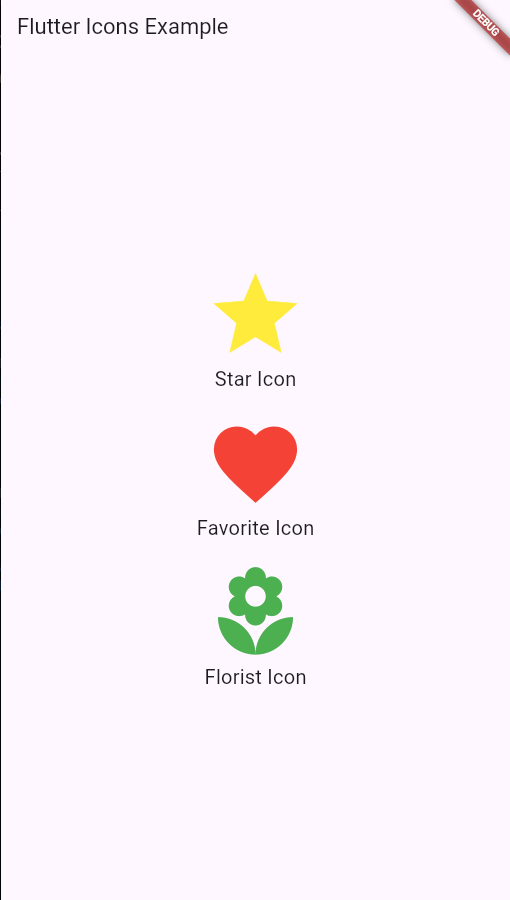 Flutter Icons Example
DEBUG
Star Icon
Favorite Icon
Florist Icon